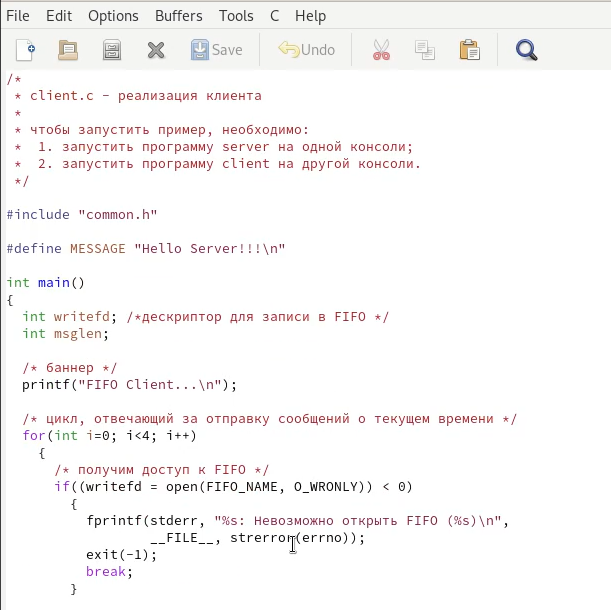 File Edit Options Buffers Tools C Help
Save Undo
/*
 * client.c - реализация клиента
 *
 * чтобы запустить пример, необходимо:
 *  1. запустить программу server на одной консоли;
 *  2. запустить программу client на другой консоли.
 */
#include "common.h"
#define MESSAGE "Hello Server!!!\n"
int main()
{
  int writefd; /*дескриптор для записи в FIFO */
  int msglen;
  /* баннер */
  printf("FIFO Client...\n");
  /* цикл, отвечающий за отправку сообщений о текущем времени */
  for(int i=0; i<4; i++)
    {
      /* получим доступ к FIFO */
      if((writefd = open(FIFO_NAME, O_WRONLY)) < 0)
        {
          fprintf(stderr, "%s: Невозможно открыть FIFO (%s)\n",
                  __FILE__, strerror(errno));
          exit(-1);
          break;
        }